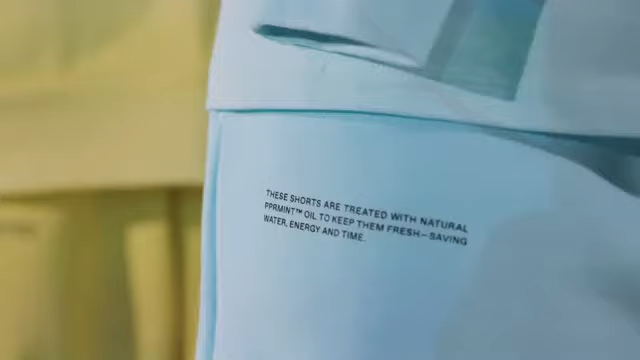 THESE SHORTS ARE TREATED WITH NATURAL
PPRMINT™ OIL TO KEEP THEM FRESH—SAVING
WATER, ENERGY AND TIME.